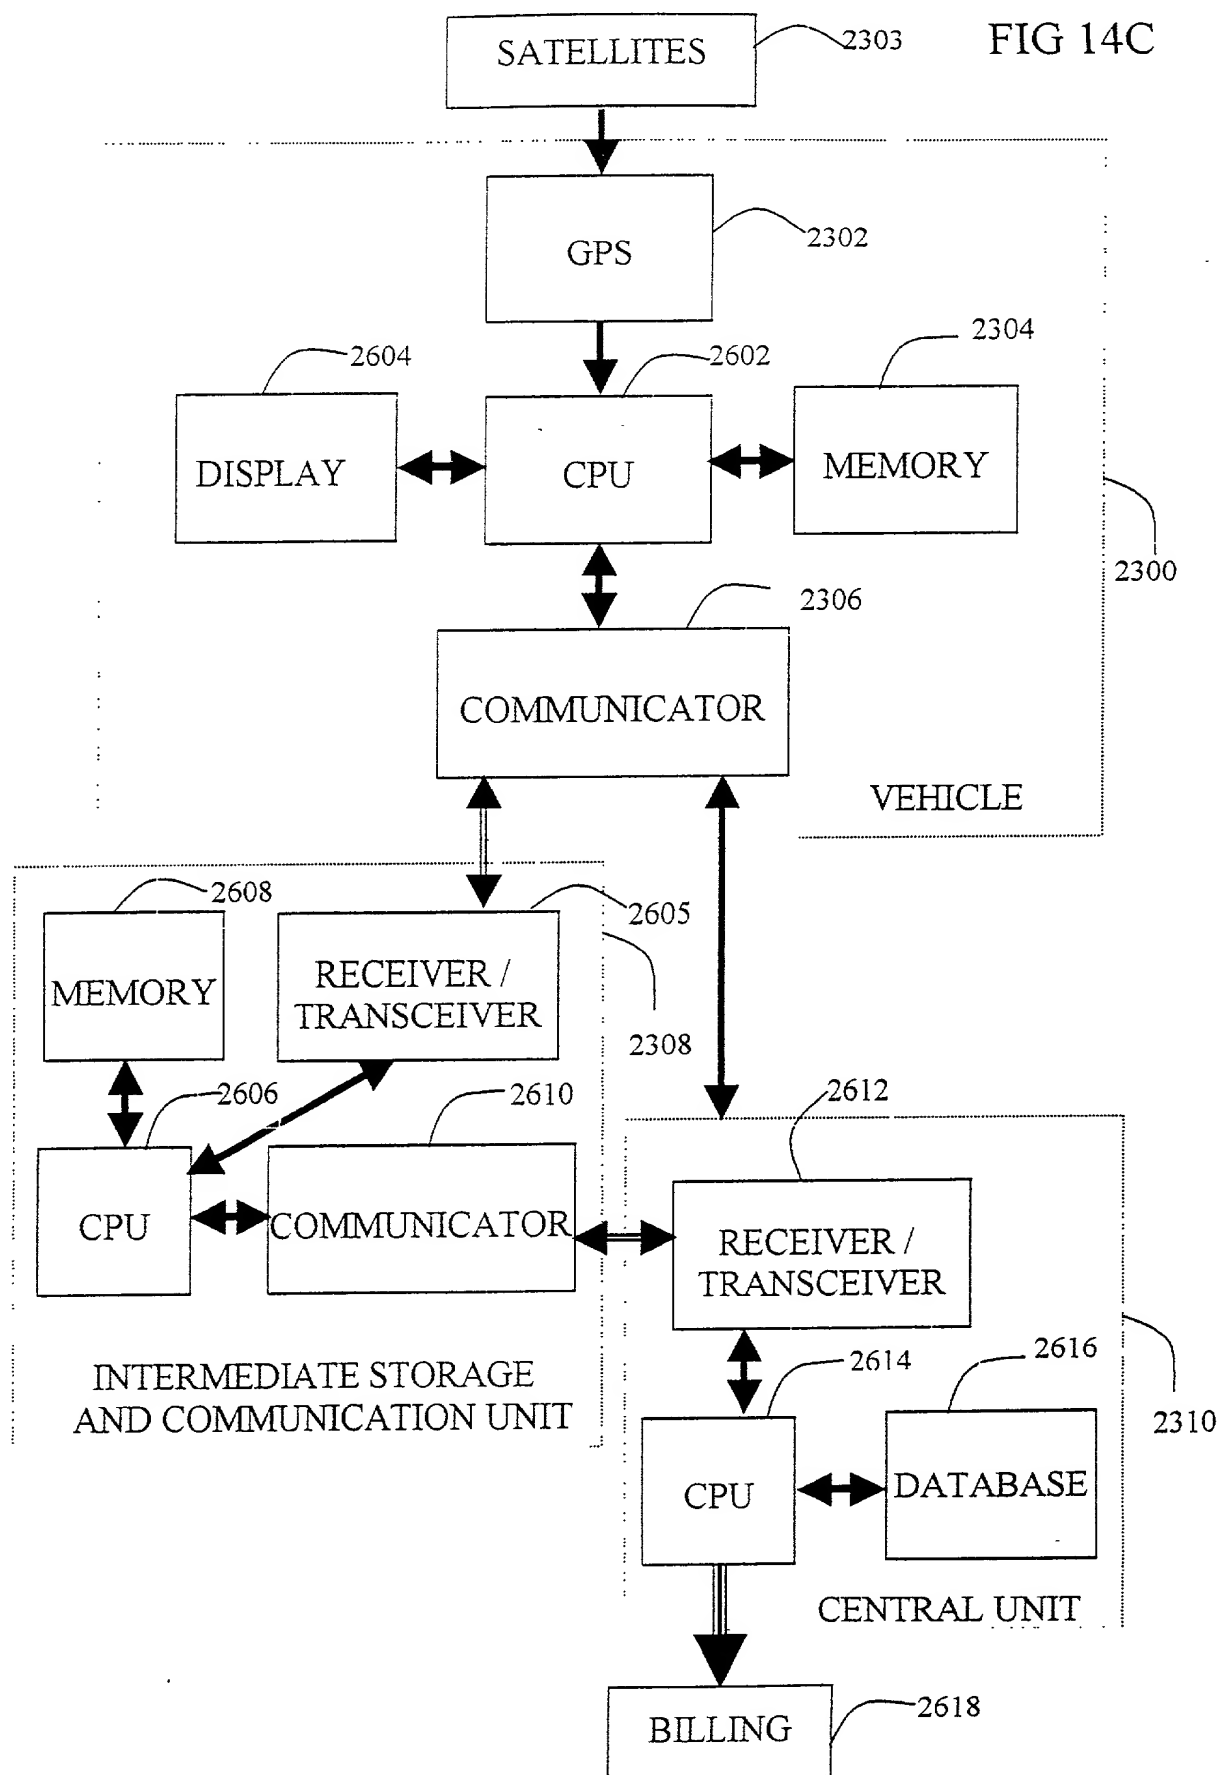 FIG 14C
SATELLITES
2303
GPS
2302
2604
2602
2304
DISPLAY
CPU
MEMORY
2300
2306
COMMUNICATOR
VEHICLE
2608
2605
MEMORY
RECEIVER /
TRANSCEIVER
2308
2606
2610
2612
CPU
COMMUNICATOR
RECEIVER /
TRANSCEIVER
INTERMEDIATE STORAGE
AND COMMUNICATION UNIT
2614
2616
2310
CPU
DATABASE
CENTRAL UNIT
BILLING
2618